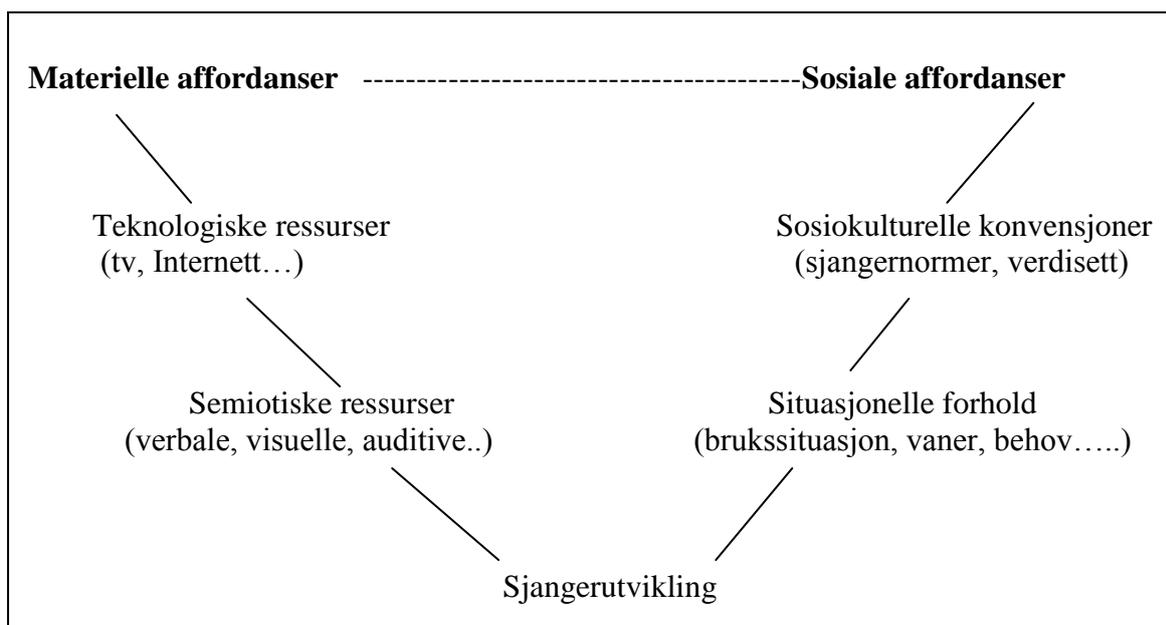 Materielle affordanser ------------------------------------Sosiale affordanser
Teknologiske ressurser
(tv, Internett…)
Sosiokulturelle konvensjoner
(sjangernormer, verdisett)
Semiotiske ressurser
(verbale, visuelle, auditive..)
Situasjonelle forhold
(brukssituasjon, vaner, behov…..)
Sjangerutvikling